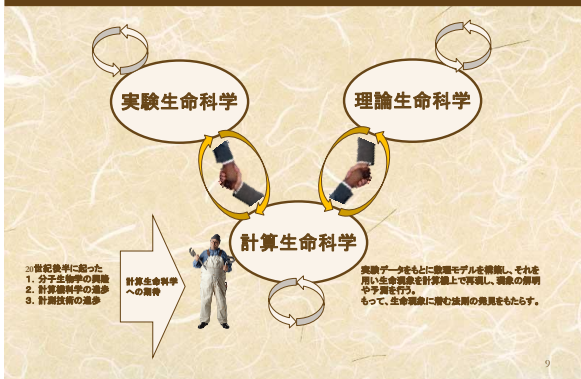 実験生命科学
理論生命科学
計算生命科学
20世紀後半に起った
1. 分子生物学の興隆
2. 計算機科学の進歩
3. 計測技術の進歩
計算生命科学
への期待
実験データをもとに数理モデルを構築し、それを
用い生命現象を計算機上で再現し、現象の解明
や予測を行う。
もって、生命現象に潜む法則の発見をもたらす。
9